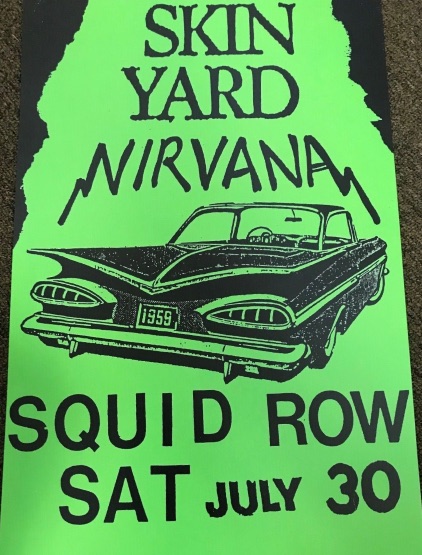 SKIN
YARD
NIRVANA
1959
SQUID ROW
SAT JULY 30